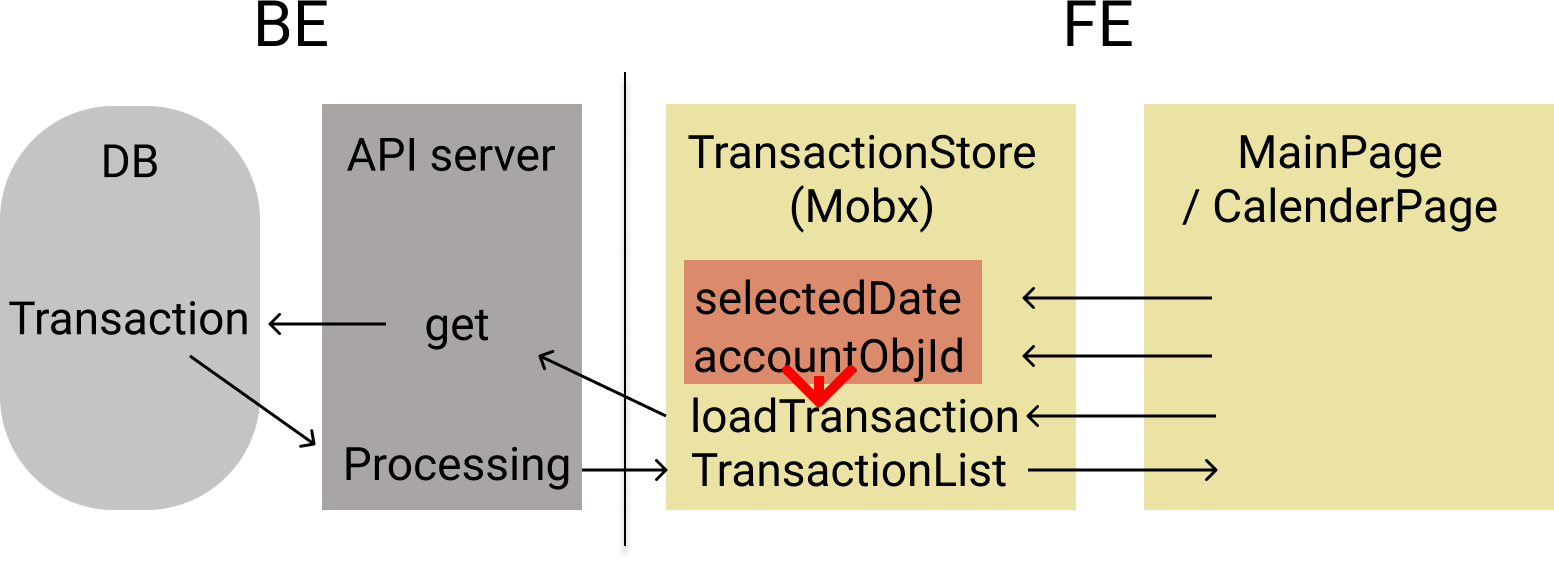 BE
FE
DB
Transaction
API server
get
Processing
TransactionStore
(Mobx)
selectedDate
accountObjId
loadTransaction
TransactionList
MainPage
/ CalenderPage